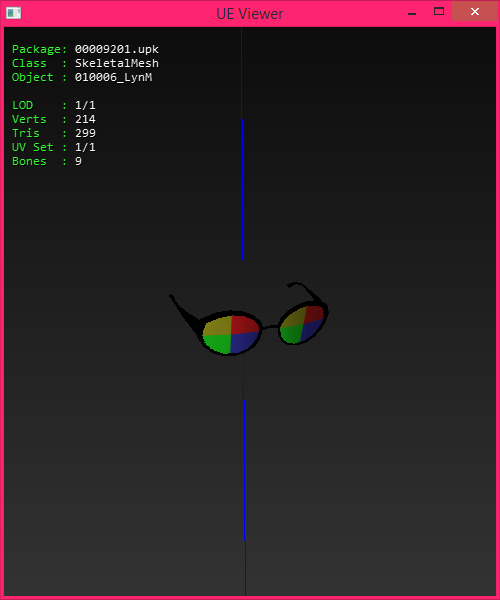 UE Viewer
Package: 00009201.upk
Class : SkeletalMesh
Object : 010006_LynM
LOD : 1/1
Verts : 214
Tris : 299
UV Set : 1/1
Bones : 9